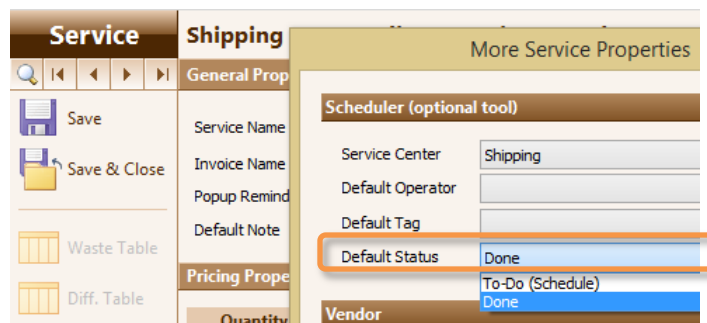 Service
Shipping
More Service Properties
General Prop
Save
Service Name
Save & Close
Invoice Name
Popup Remind
Default Note
Waste Table
Pricing Prope
Diff. Table
Quantity
Scheduler (optional tool)
Service Center Shipping
Default Operator
Default Tag
Default Status Done
To-Do (Schedule)
Done
Vendor